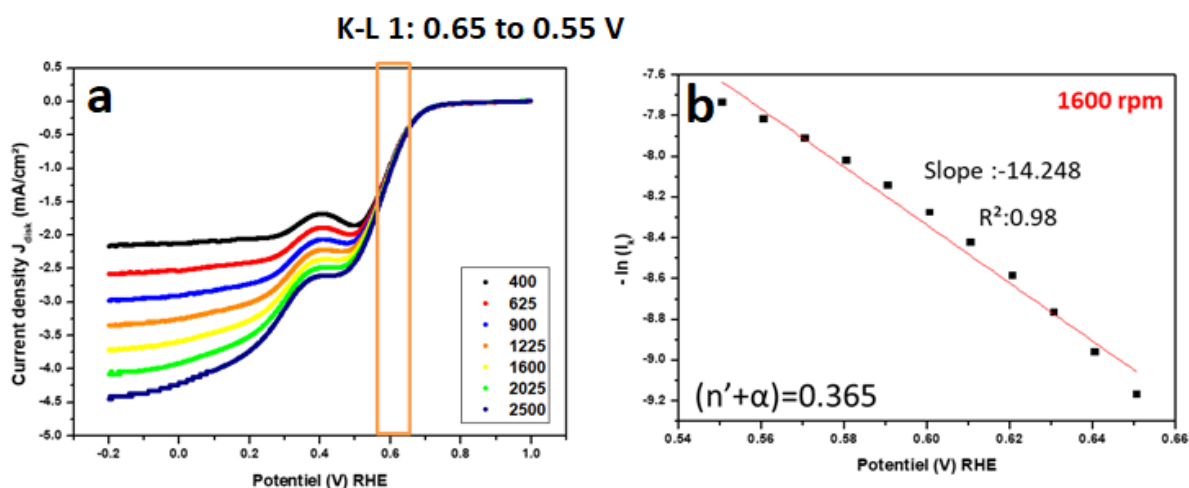 K-L 1: 0.65 to 0.55 V
a
0.5
0.0
-0.5
-1.0
-1.5
-2.0
-2.5
-3.0
-3.5
-4.0
-4.5
-5.0
Current density J_disk (mA/cm²)
400
625
900
1225
1600
2025
2500
-0.2 0.0 0.2 0.4 0.6 0.8 1.0
Potentiel (V) RHE
b
1600 rpm
-7.6
-7.8
-8.0
-8.2
-8.4
-8.6
-8.8
-9.0
-9.2
- ln (I_k)
Slope :-14.248
R²:0.98
(n'+α)=0.365
0.54 0.56 0.58 0.60 0.62 0.64 0.66
Potentiel (V) RHE